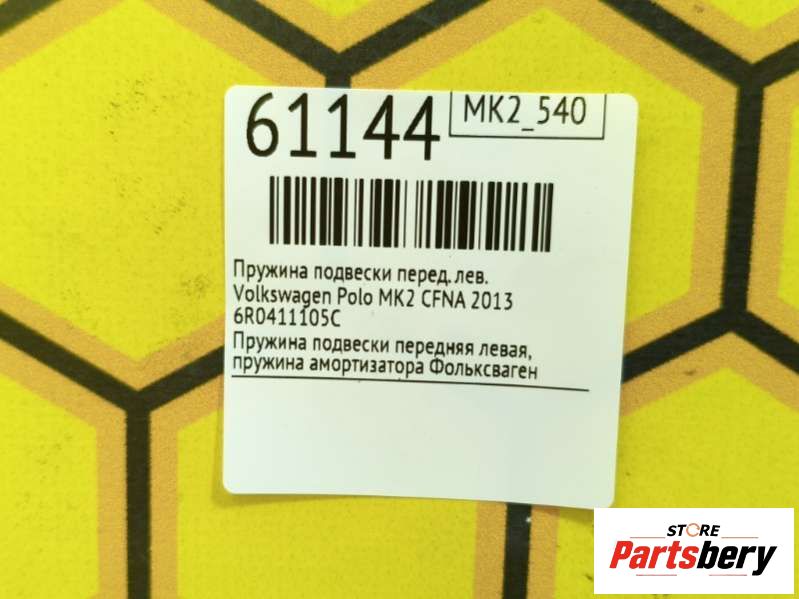 61144
MK2_540
Пружина подвески перед. лев.
Volkswagen Polo MK2 CFNA 2013
6R0411105C
Пружина подвески передняя левая,
пружина амортизатора Фольксваген
STORE
Partsbery